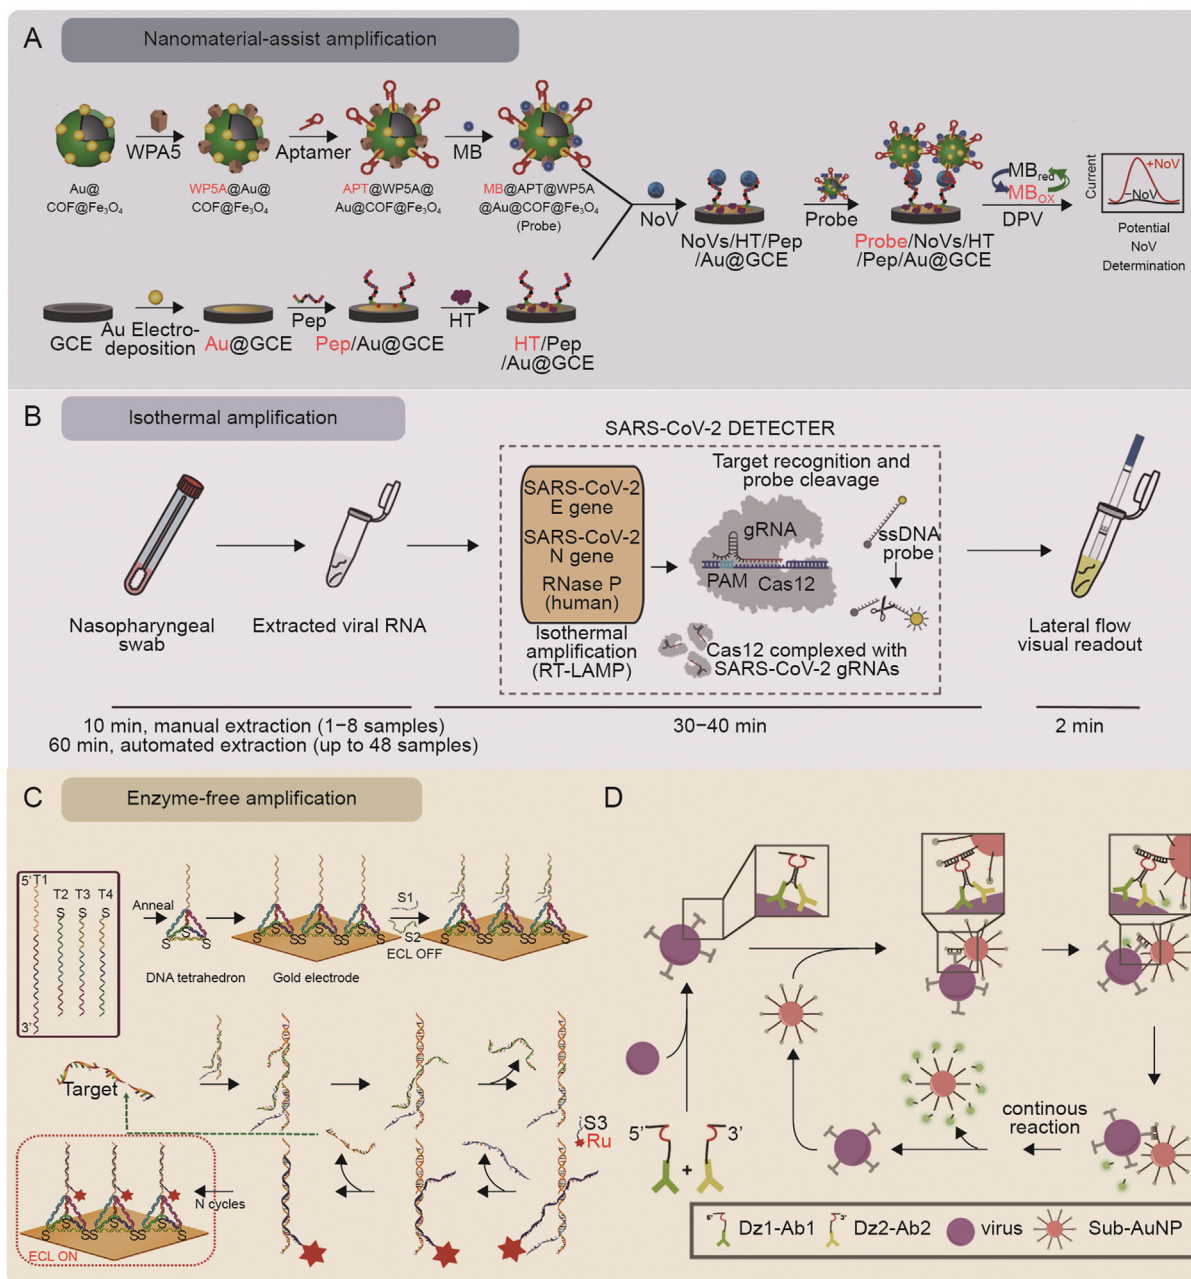 A
Nanomaterial-assist amplification
WPA5
Aptamer
MB
Au@
COF@Fe₃O₄
WP5A@Au@
COF@Fe₃O₄
APT@WP5A@
Au@COF@Fe₃O₄
MB@APT@WP5A
@Au@COF@Fe₃O₄
(Probe)
NoV
NoVs/HT/Pep
/Au@GCE
Probe
Probe/NoVs/HT
/Pep/Au@GCE
MBred
MBOX
DPV
Current
+NoV
−NoV
Potential
NoV
Determination
GCE
Au Electro-
deposition
Au@GCE
Pep
Pep/Au@GCE
HT
HT/Pep
/Au@GCE
B
Isothermal amplification
SARS-CoV-2 DETECTER
Nasopharyngeal
swab
Extracted viral RNA
SARS-CoV-2
E gene
SARS-CoV-2
N gene
RNase P
(human)
Isothermal
amplification
(RT-LAMP)
Target recognition and
probe cleavage
gRNA
PAM
Cas12
ssDNA
probe
Cas12 complexed with
SARS-CoV-2 gRNAs
Lateral flow
visual readout
10 min, manual extraction (1−8 samples)
60 min, automated extraction (up to 48 samples)
30−40 min
2 min
C
Enzyme-free amplification
5'T1
T2 T3 T4
S S S
3'
Anneal
S S S
DNA tetrahedron
S SS SS S
Gold electrode
S1
S2
ECL OFF
S SS SS S
Target
S3
Ru
N cycles
S S S
S SS SS S
ECL ON
D
5' 3'
+
continous
reaction
5' Dz1-Ab1
3' Dz2-Ab2
virus
Sub-AuNP